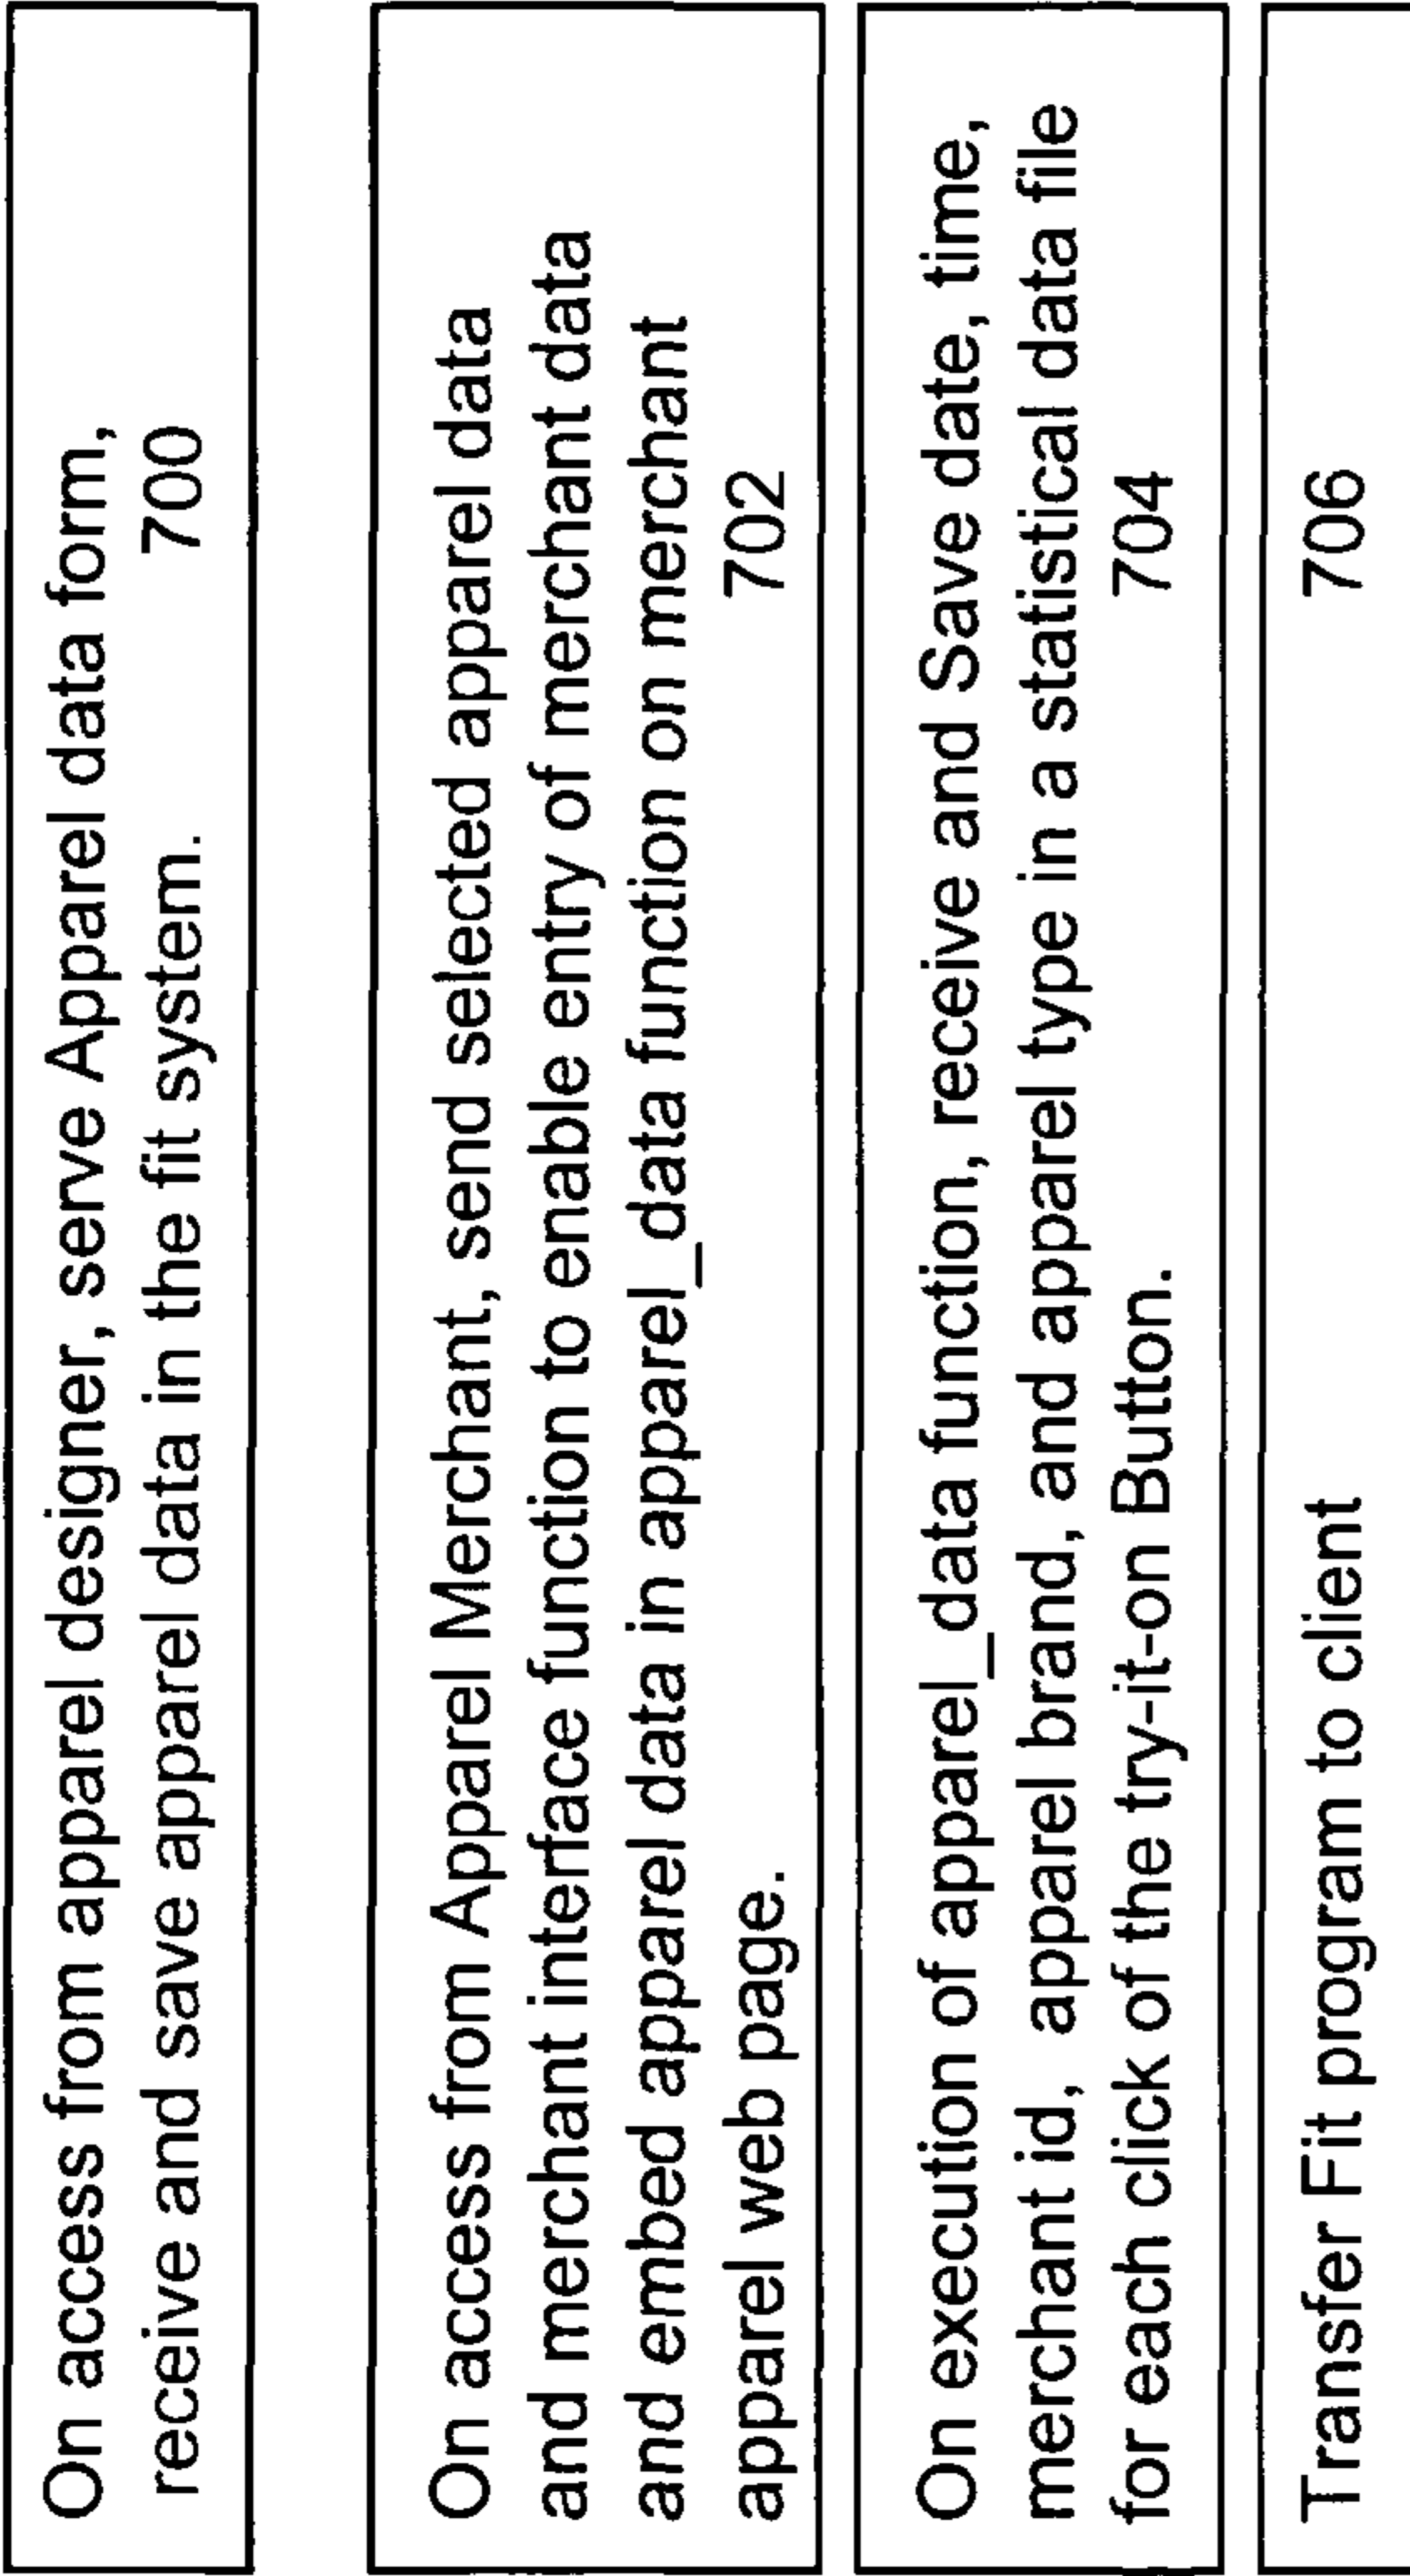 On access from apparel designer, serve Apparel data form,
receive and save apparel data in the fit system. 700
On access from Apparel Merchant, send selected apparel data
and merchant interface function to enable entry of merchant data
and embed apparel data in apparel_data function on merchant
apparel web page. 702
On execution of apparel_data function, receive and Save date, time,
merchant id, apparel brand, and apparel type in a statistical data file
for each click of the try-it-on Button. 704
Transfer Fit program to client 706